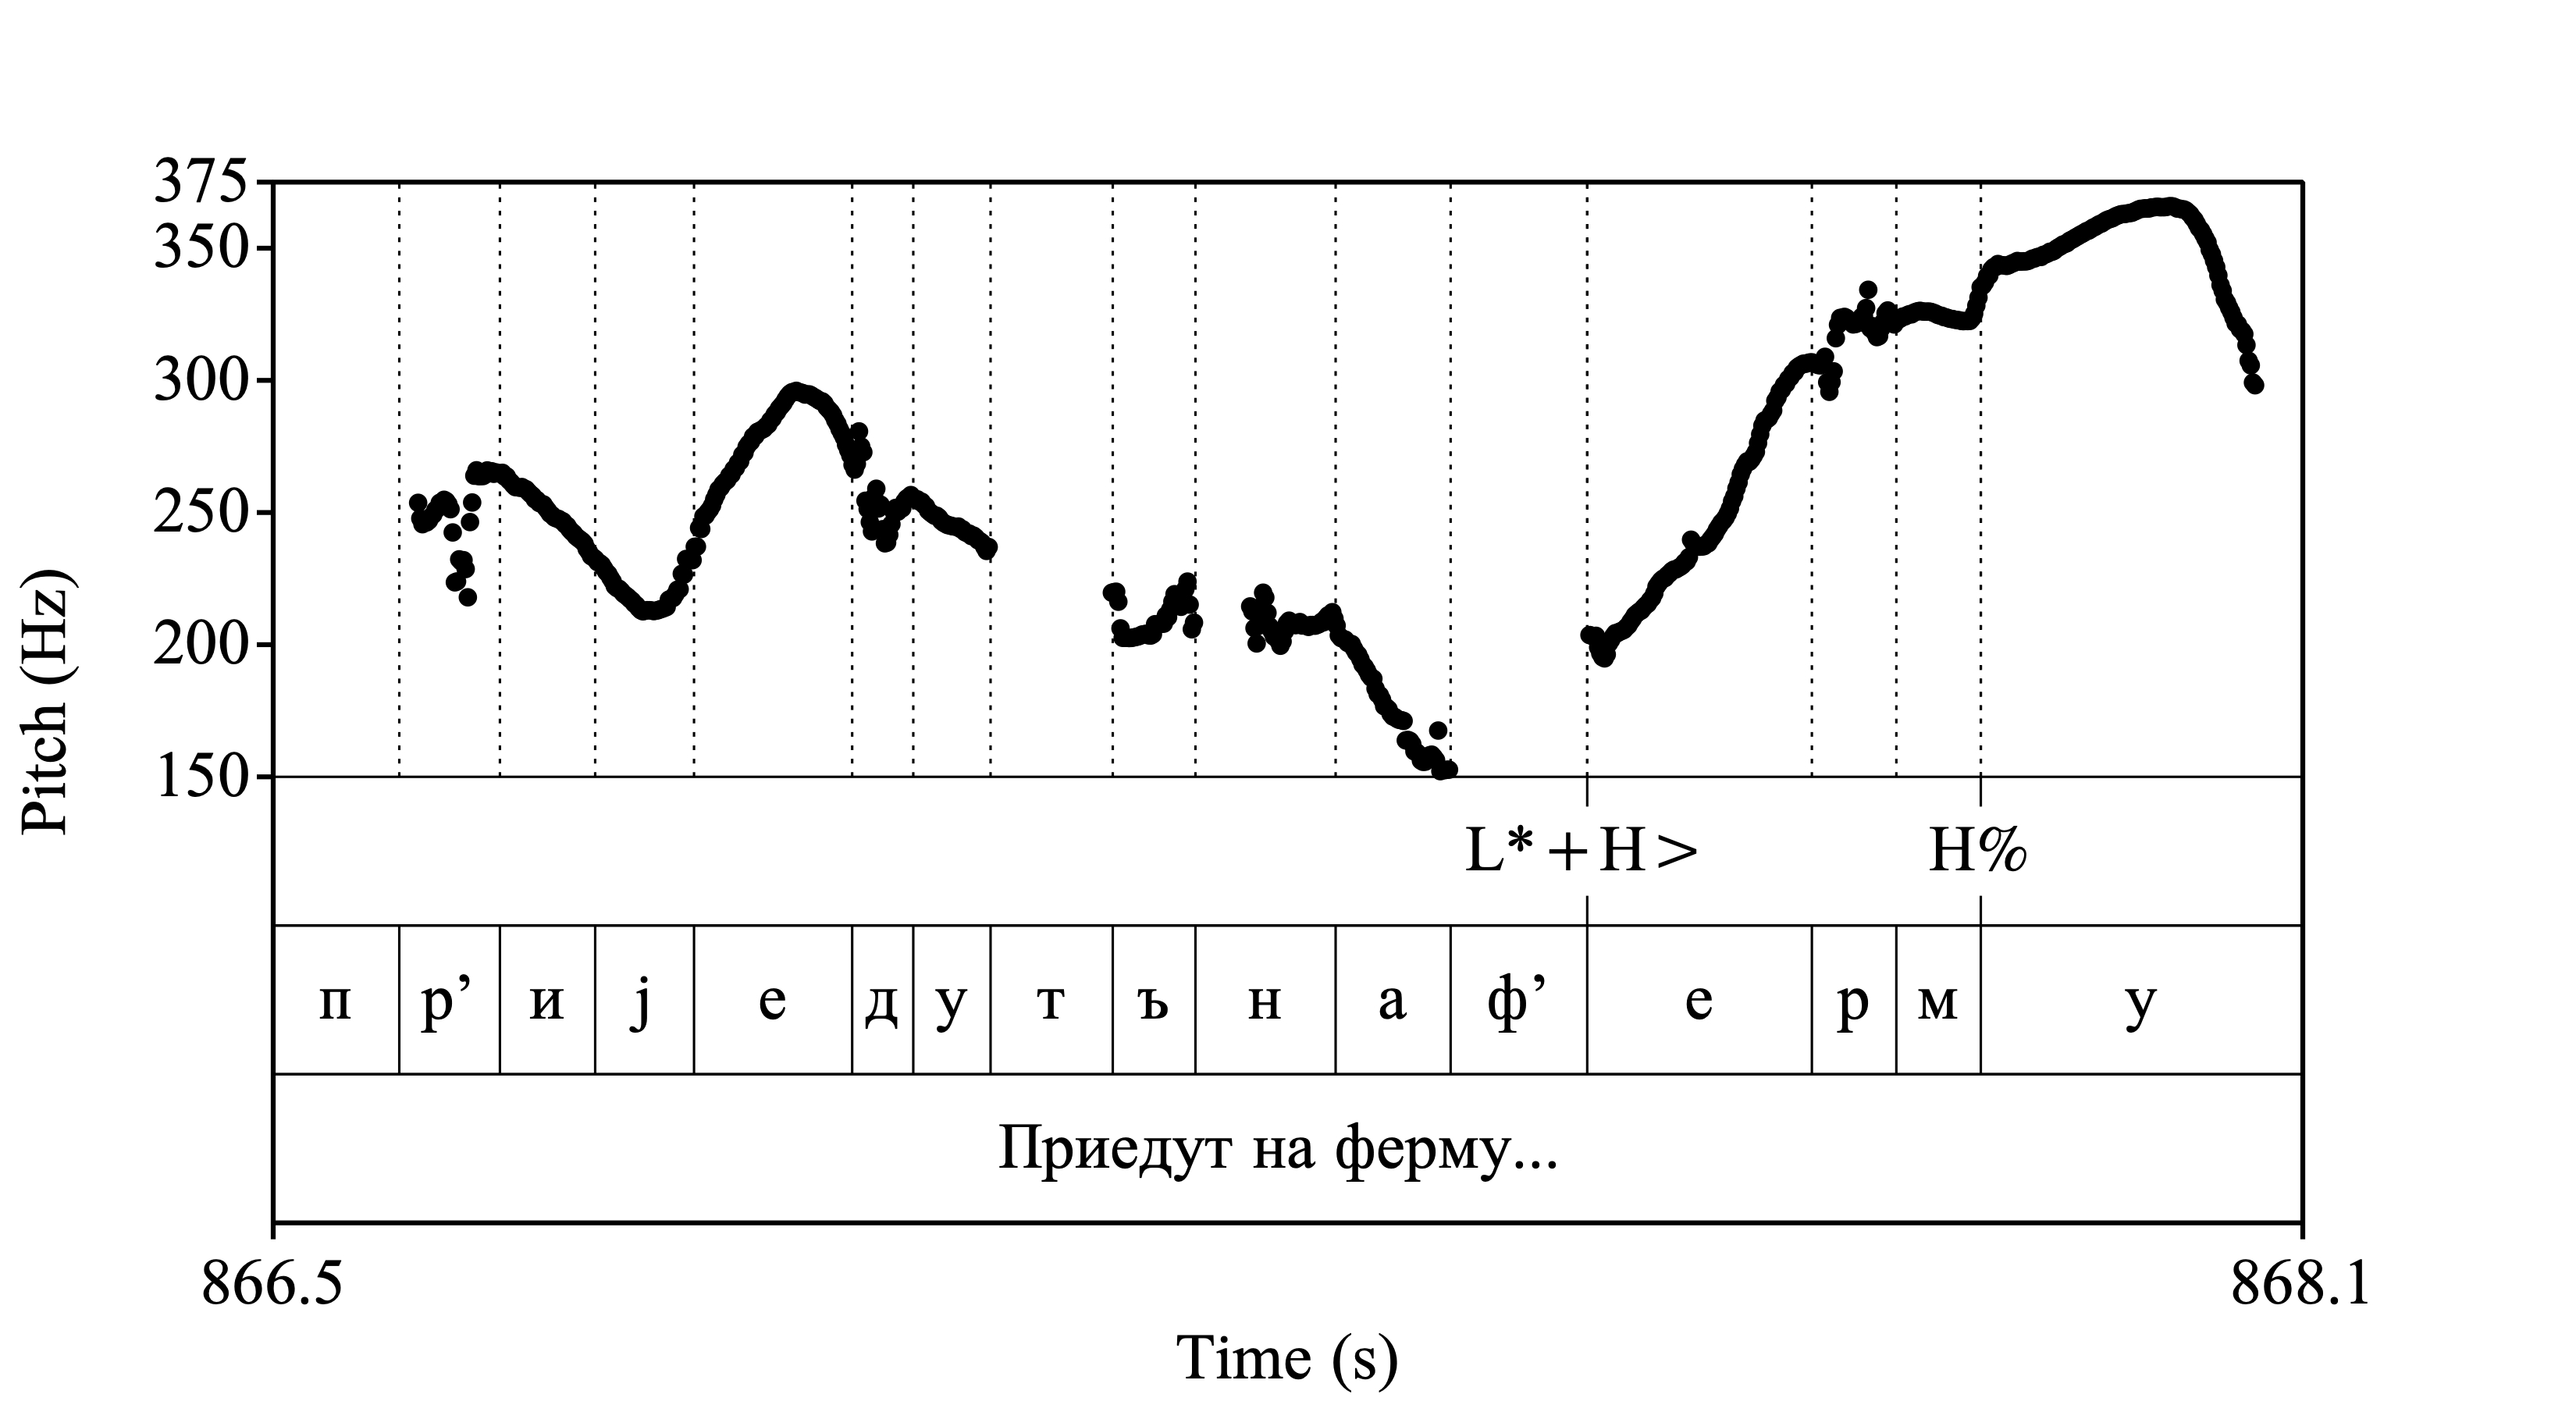 375
350
300
250
200
150
Pitch (Hz)
L*+H> H%
п р’ и j е д у т ъ н а ф’ е р м у
Приедут на ферму...
866.5 868.1
Time (s)